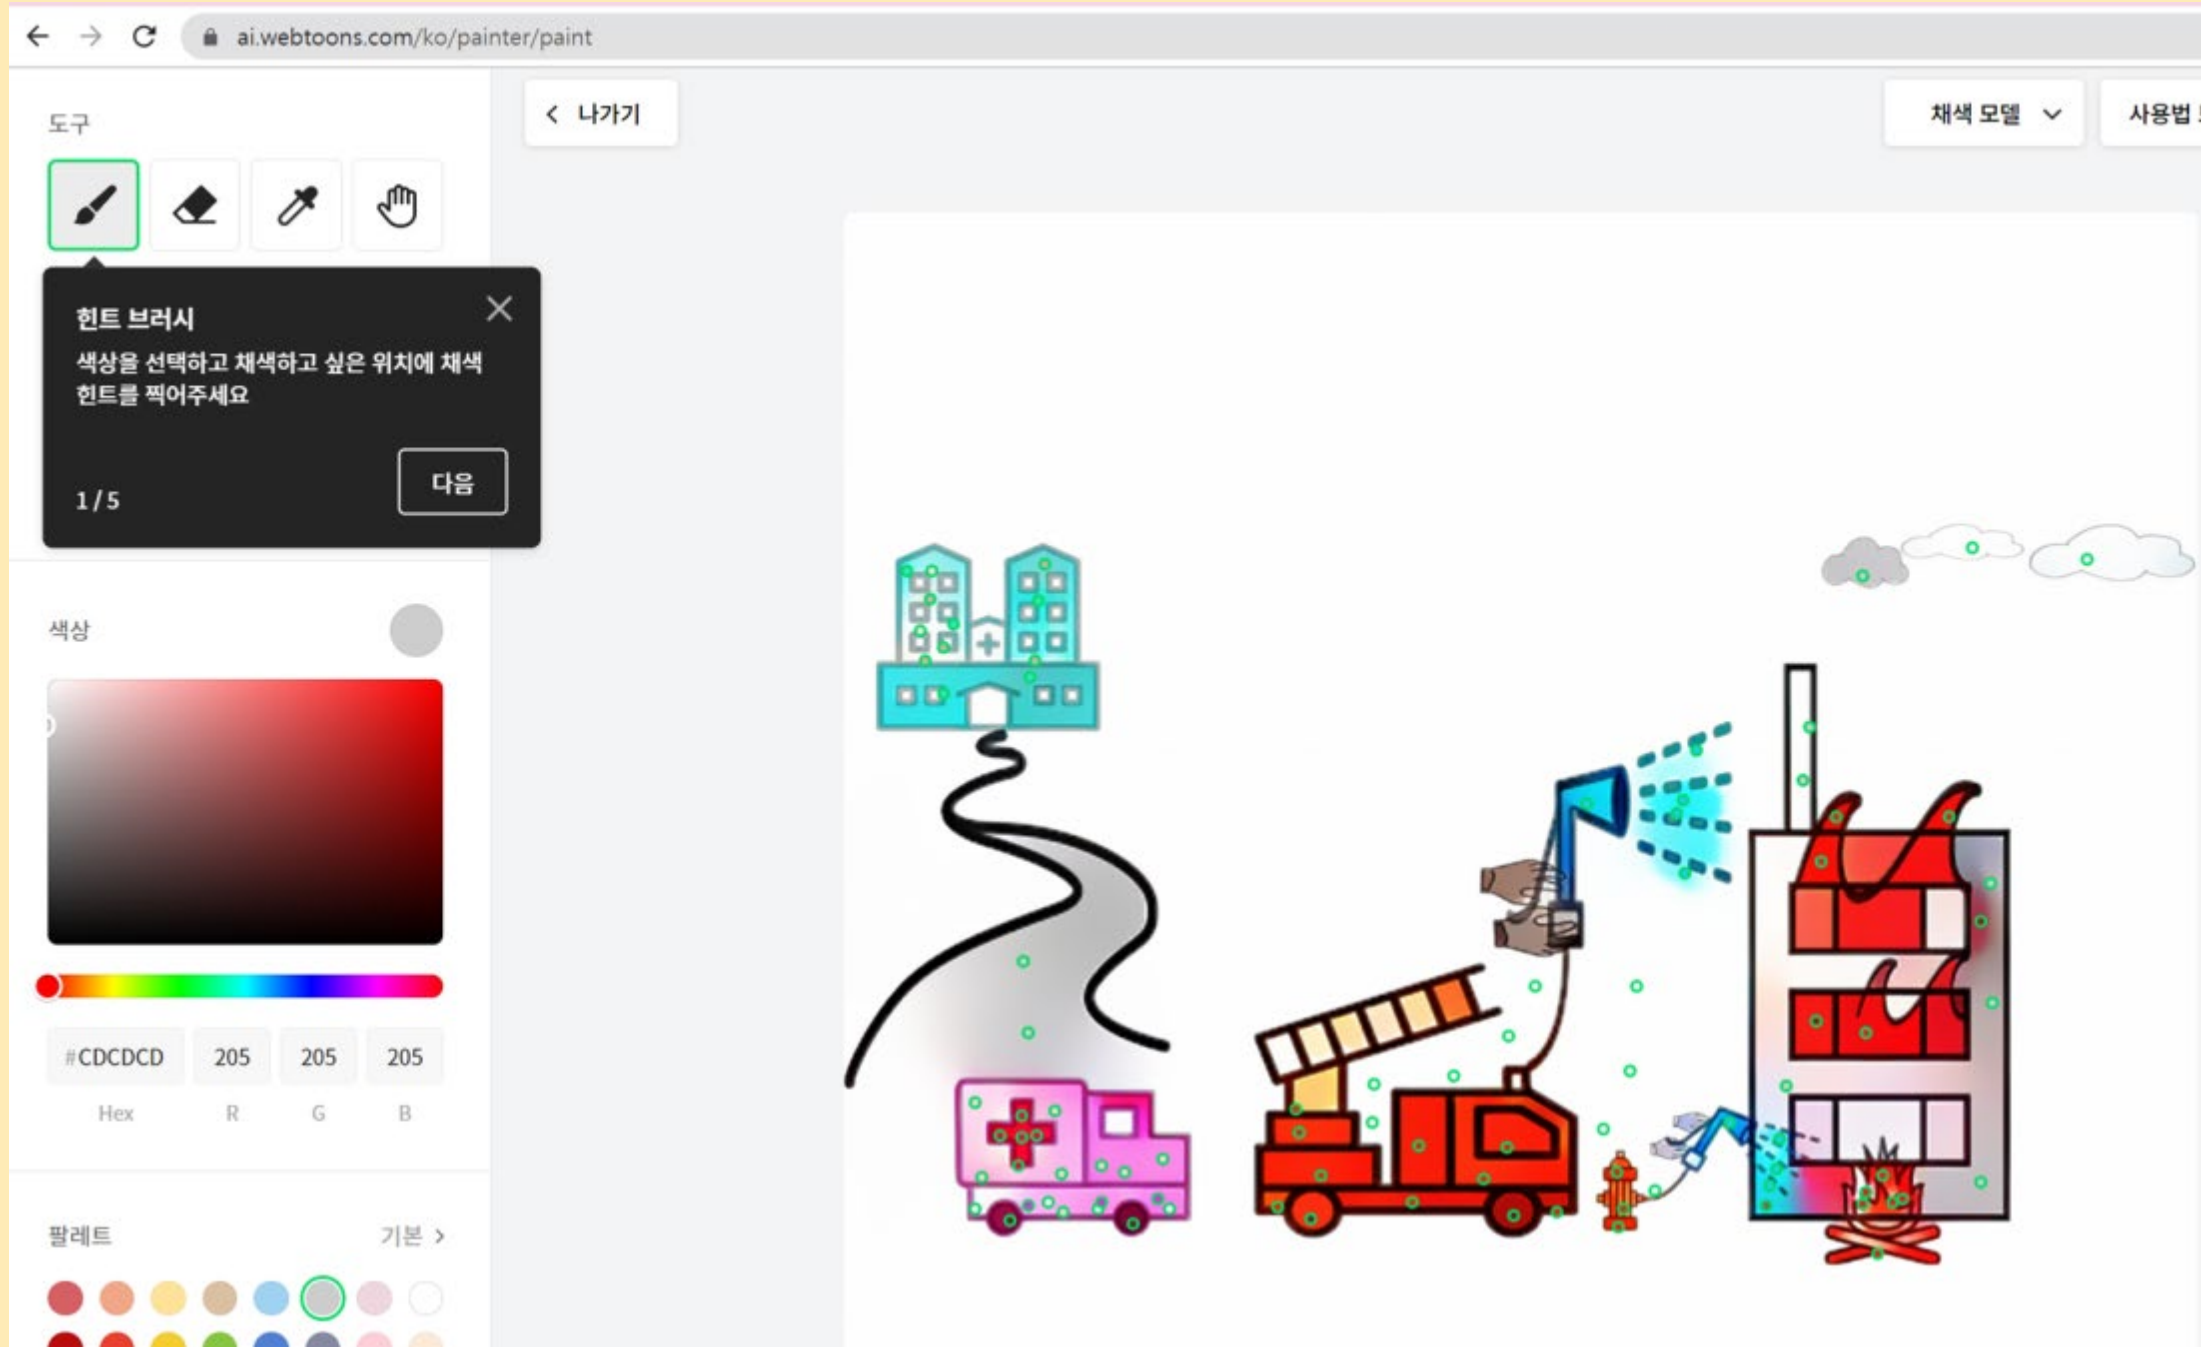 ai.webtoons.com/ko/painter/paint
도구
나가기
채색 모델
사용법
힌트 브러시
색상을 선택하고 채색하고 싶은 위치에 채색
힌트를 찍어주세요
1 / 5
다음
색상
#CDCDCD 205 205 205
Hex R G B
팔레트
기본